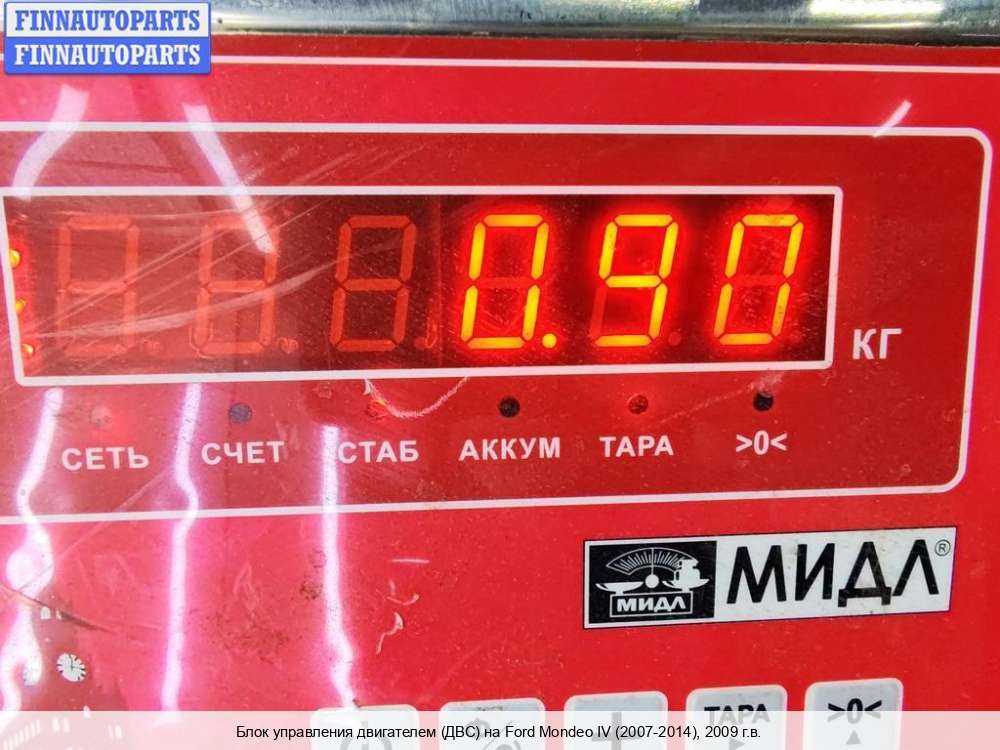 FINNAUTOPARTS
FINNAUTOPARTS
0.90
КГ
СЕТЬ СЧЕТ СТАБ АККУМ ТАРА >0<
МИДЛ МИДЛ®
ТАРА >0<
Блок управления двигателем (ДВС) на Ford Mondeo IV (2007-2014), 2009 г.в.